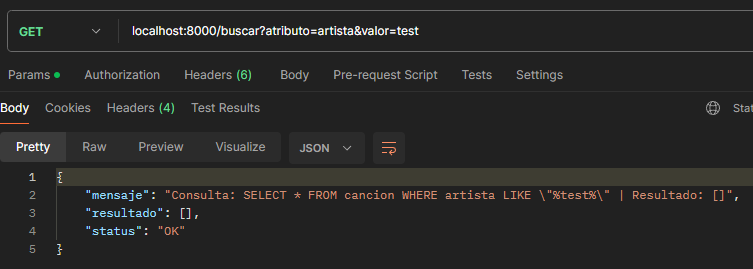 GET localhost:8000/buscar?atributo=artista&valor=test
Params Authorization Headers (6) Body Pre-request Script Tests Settings
Body Cookies Headers (4) Test Results Stat
Pretty Raw Preview Visualize JSON
1 {
2 "mensaje": "Consulta: SELECT * FROM cancion WHERE artista LIKE \"%test%\" | Resultado: []",
3 "resultado": [],
4 "status": "OK"
5 }